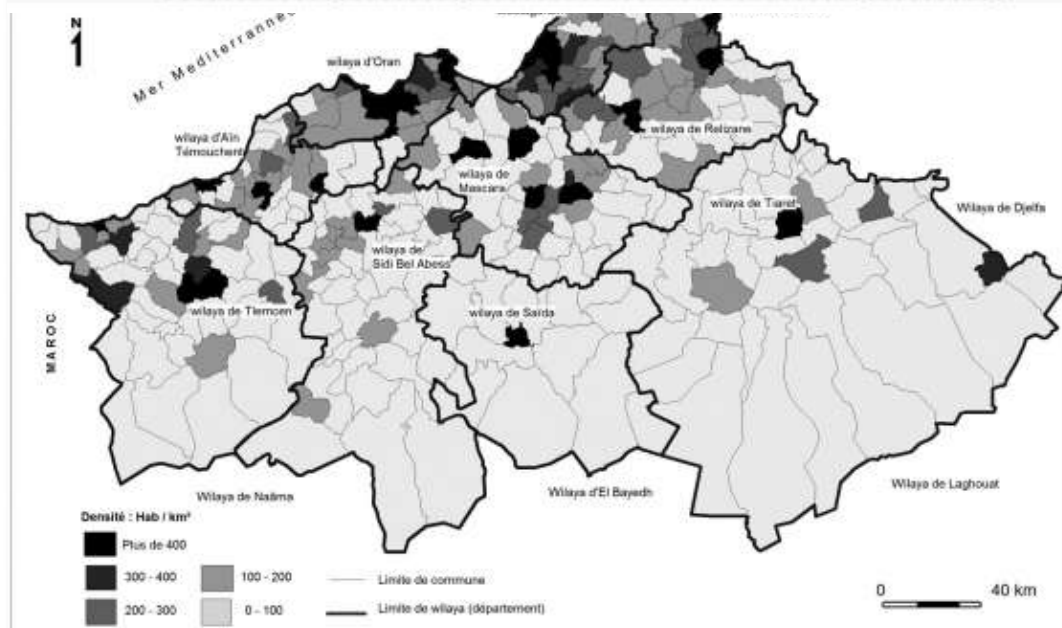 N
Mer Mediterrannee
wilaya d'Oran
wilaya d'Aïn
Témouchent
wilaya de Relizane
wilaya de
Mascara
wilaya de Tiaret
Wilaya de Djelfa
wilaya de
Sidi Bel Abess
wilaya de Tlemcen
wilaya de Saïda
MAROC
Wilaya de Naâma
Wilaya d'El Bayedh
Wilaya de Laghouat
Densité : Hab / km²
Plus de 400
300 - 400
100 - 200
200 - 300
0 - 100
Limite de commune
Limite de wilaya (département)
0 40 km